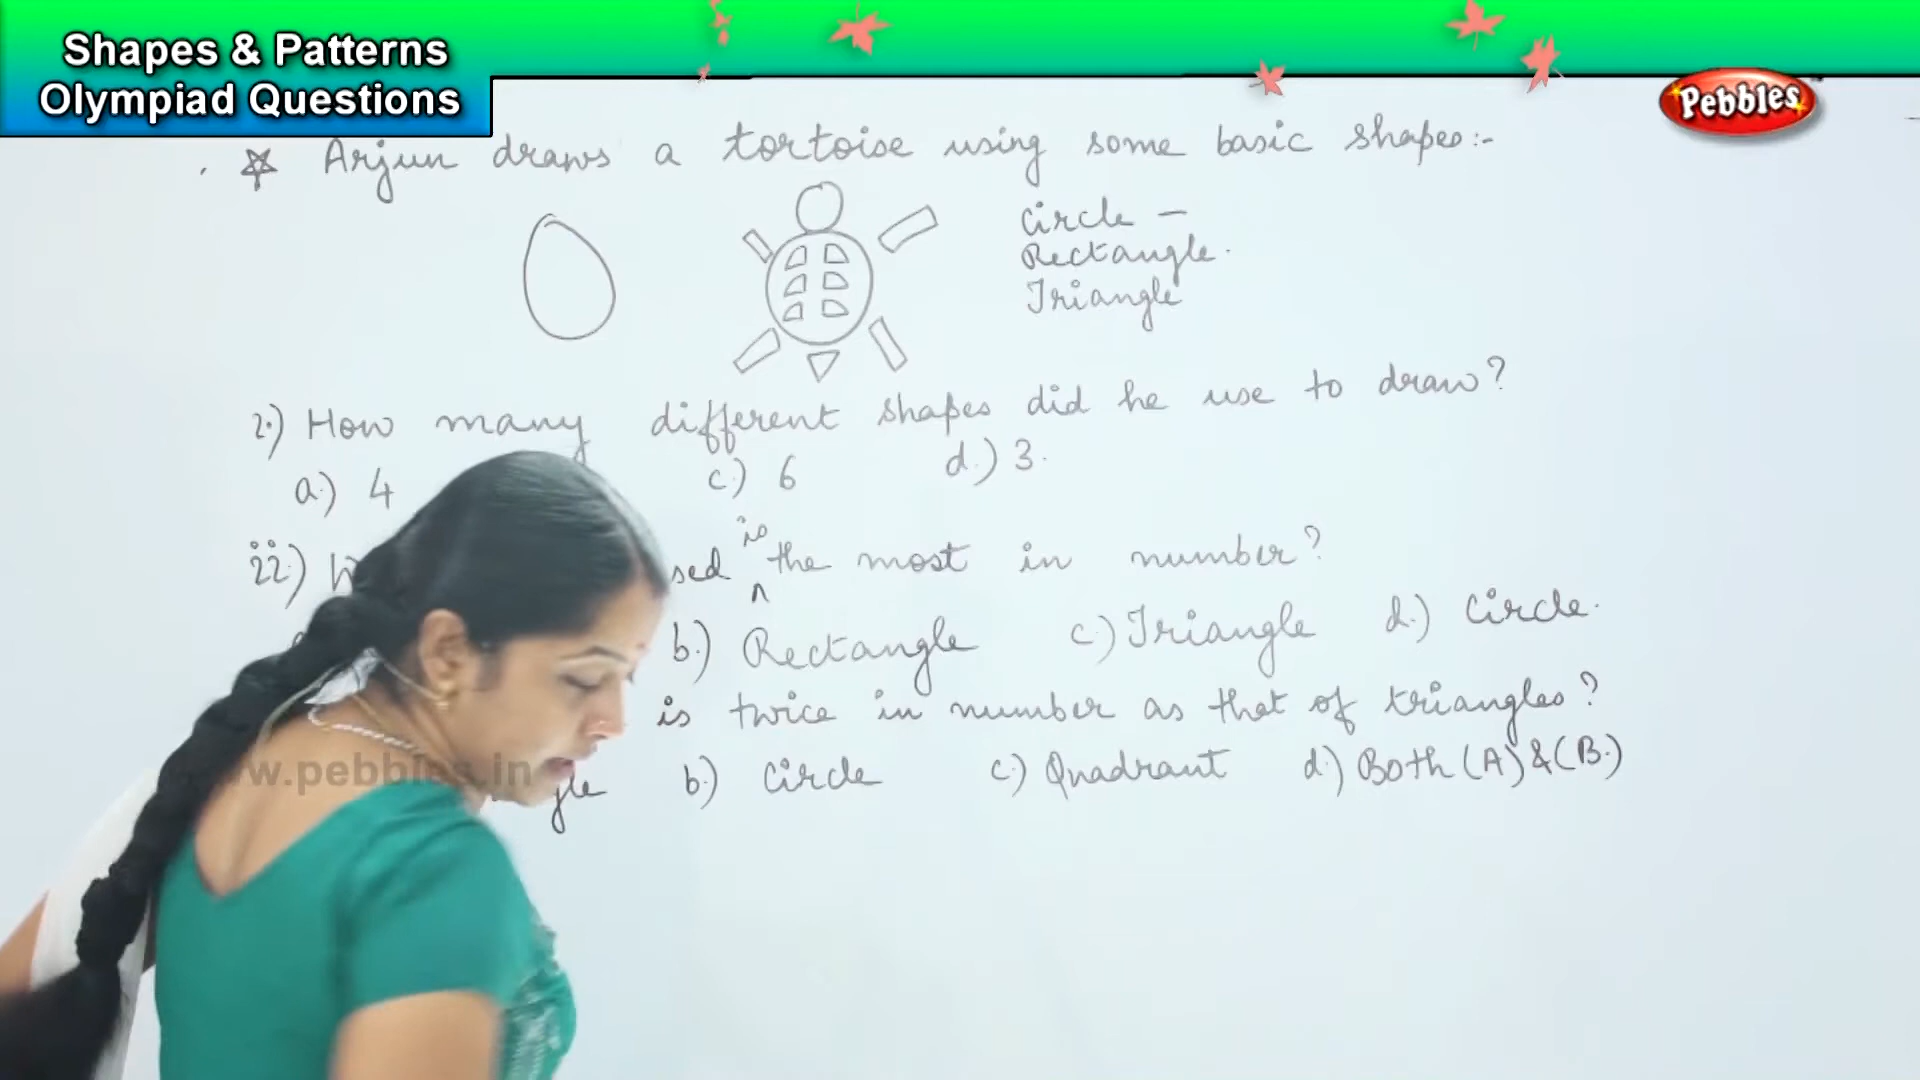 Shapes & Patterns
Olympiad Questions
Pebbles
☆ Arjun draws a tortoise using some basic shapes:-
Circle –
Rectangle.
Triangle
i.) How many different shapes did he use to draw?
a.) 4 c.) 6 d.) 3.
ii.) is
the most in number?
b.) Rectangle c.) Triangle d.) Circle.
is twice in number as that of triangles?
b.) Circle c.) Quadrant d.) Both (A) & (B.)
www.pebbles.in